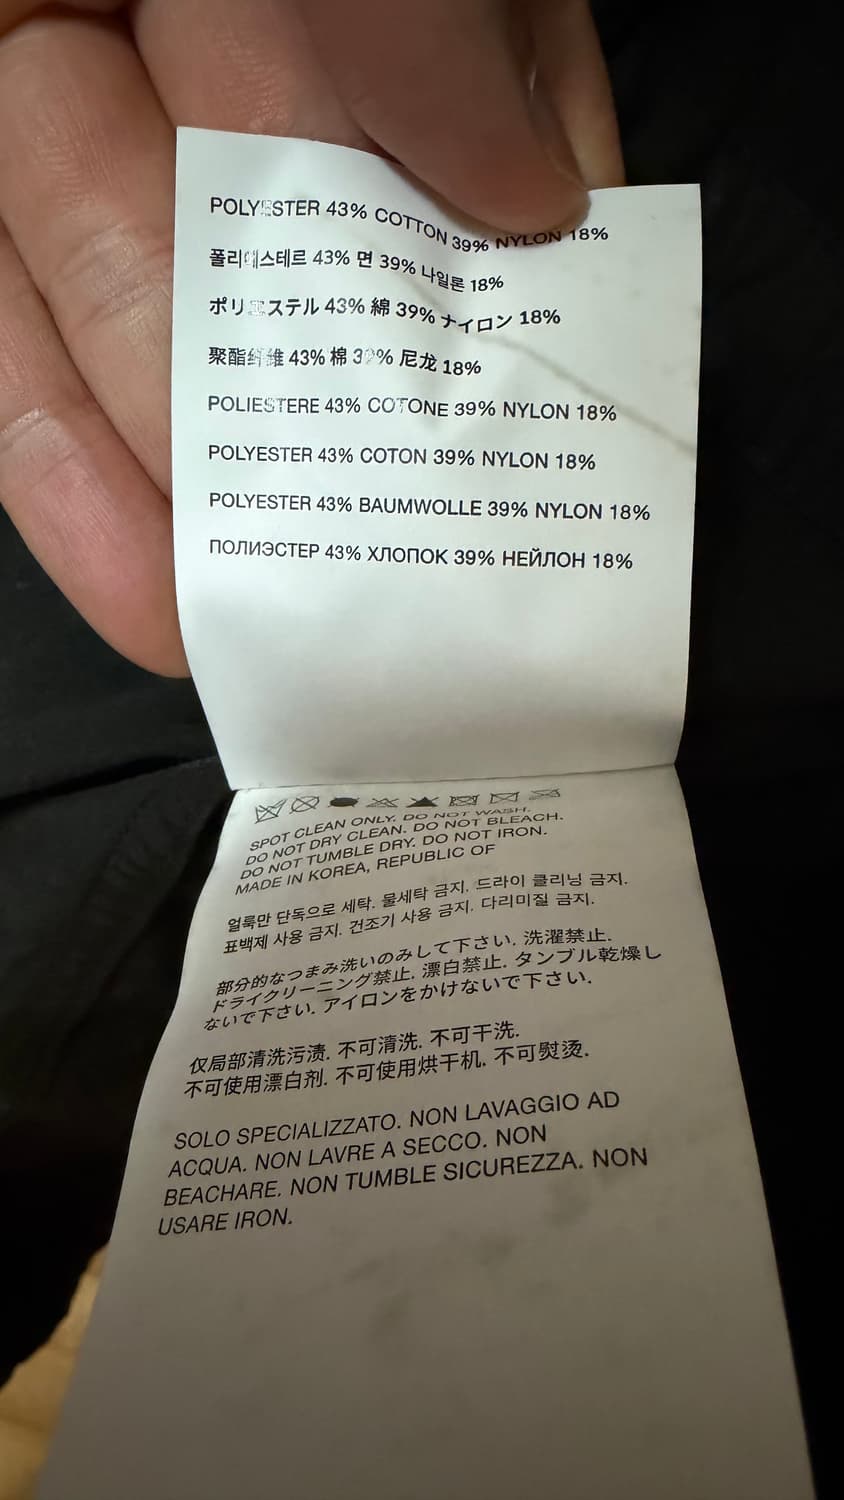 POLYESTER 43% COTTON 39% NYLON 18%
폴리에스테르 43% 면 39% 나일론 18%
ポリエステル 43% 綿 39% ナイロン 18%
聚酯纤维 43% 棉 39% 尼龙 18%
POLIESTERE 43% COTONE 39% NYLON 18%
POLYESTER 43% COTON 39% NYLON 18%
POLYESTER 43% BAUMWOLLE 39% NYLON 18%
ПОЛИЭСТЕР 43% ХЛОПОК 39% НЕЙЛОН 18%
SPOT CLEAN ONLY. DO NOT WASH.
DO NOT DRY CLEAN. DO NOT BLEACH.
DO NOT TUMBLE DRY. DO NOT IRON.
MADE IN KOREA, REPUBLIC OF
얼룩만 단독으로 세탁. 물세탁 금지. 드라이 클리닝 금지.
표백제 사용 금지. 건조기 사용 금지. 다리미질 금지.
部分的なつまみ洗いのみして下さい. 洗濯禁止.
ドライクリーニング禁止. 漂白禁止. タンブル乾燥し
ないで下さい. アイロンをかけないで下さい.
仅局部清洗污渍. 不可清洗. 不可干洗.
不可使用漂白剂. 不可使用烘干机. 不可熨烫.
SOLO SPECIALIZZATO. NON LAVAGGIO AD
ACQUA. NON LAVRE A SECCO. NON
BEACHARE. NON TUMBLE SICUREZZA. NON
USARE IRON.